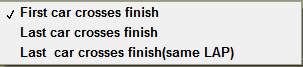 ✓ First car crosses finish
Last car crosses finish
Last  car crosses finish(same LAP)